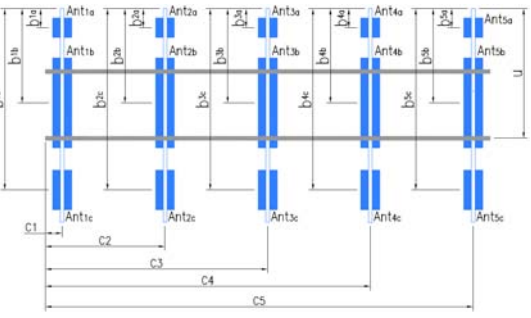 Ant1a Ant2a Ant3a Ant4a Ant5a
b1a b2a b3a b4a b5a
Ant1b Ant2b Ant3b Ant4b Ant5b
b1b b2b b3b b4b b5b
b2c b3c b4c b5c u
Ant1c Ant2c Ant3c Ant4c Ant5c
C1
C2
C3
C4
C5